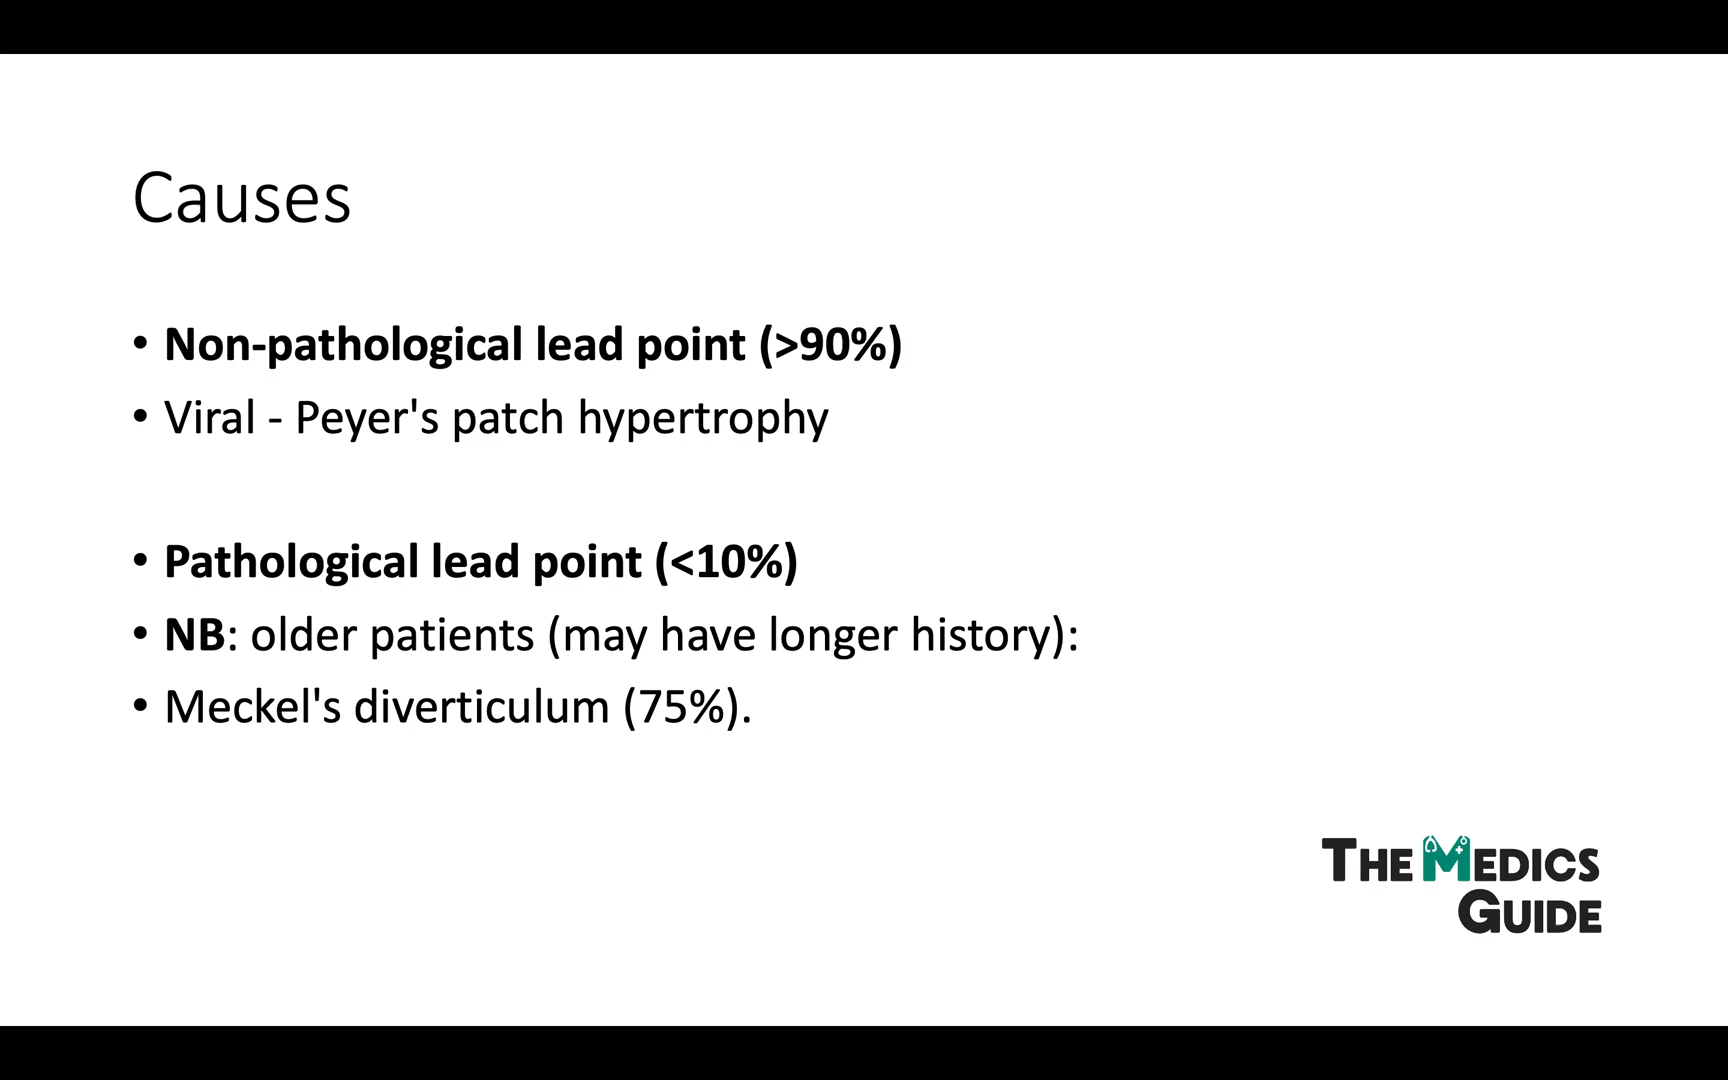 Causes
• Non-pathological lead point (>90%)
• Viral - Peyer's patch hypertrophy
• Pathological lead point (<10%)
• NB: older patients (may have longer history):
• Meckel's diverticulum (75%).
THE MEDICS
GUIDE